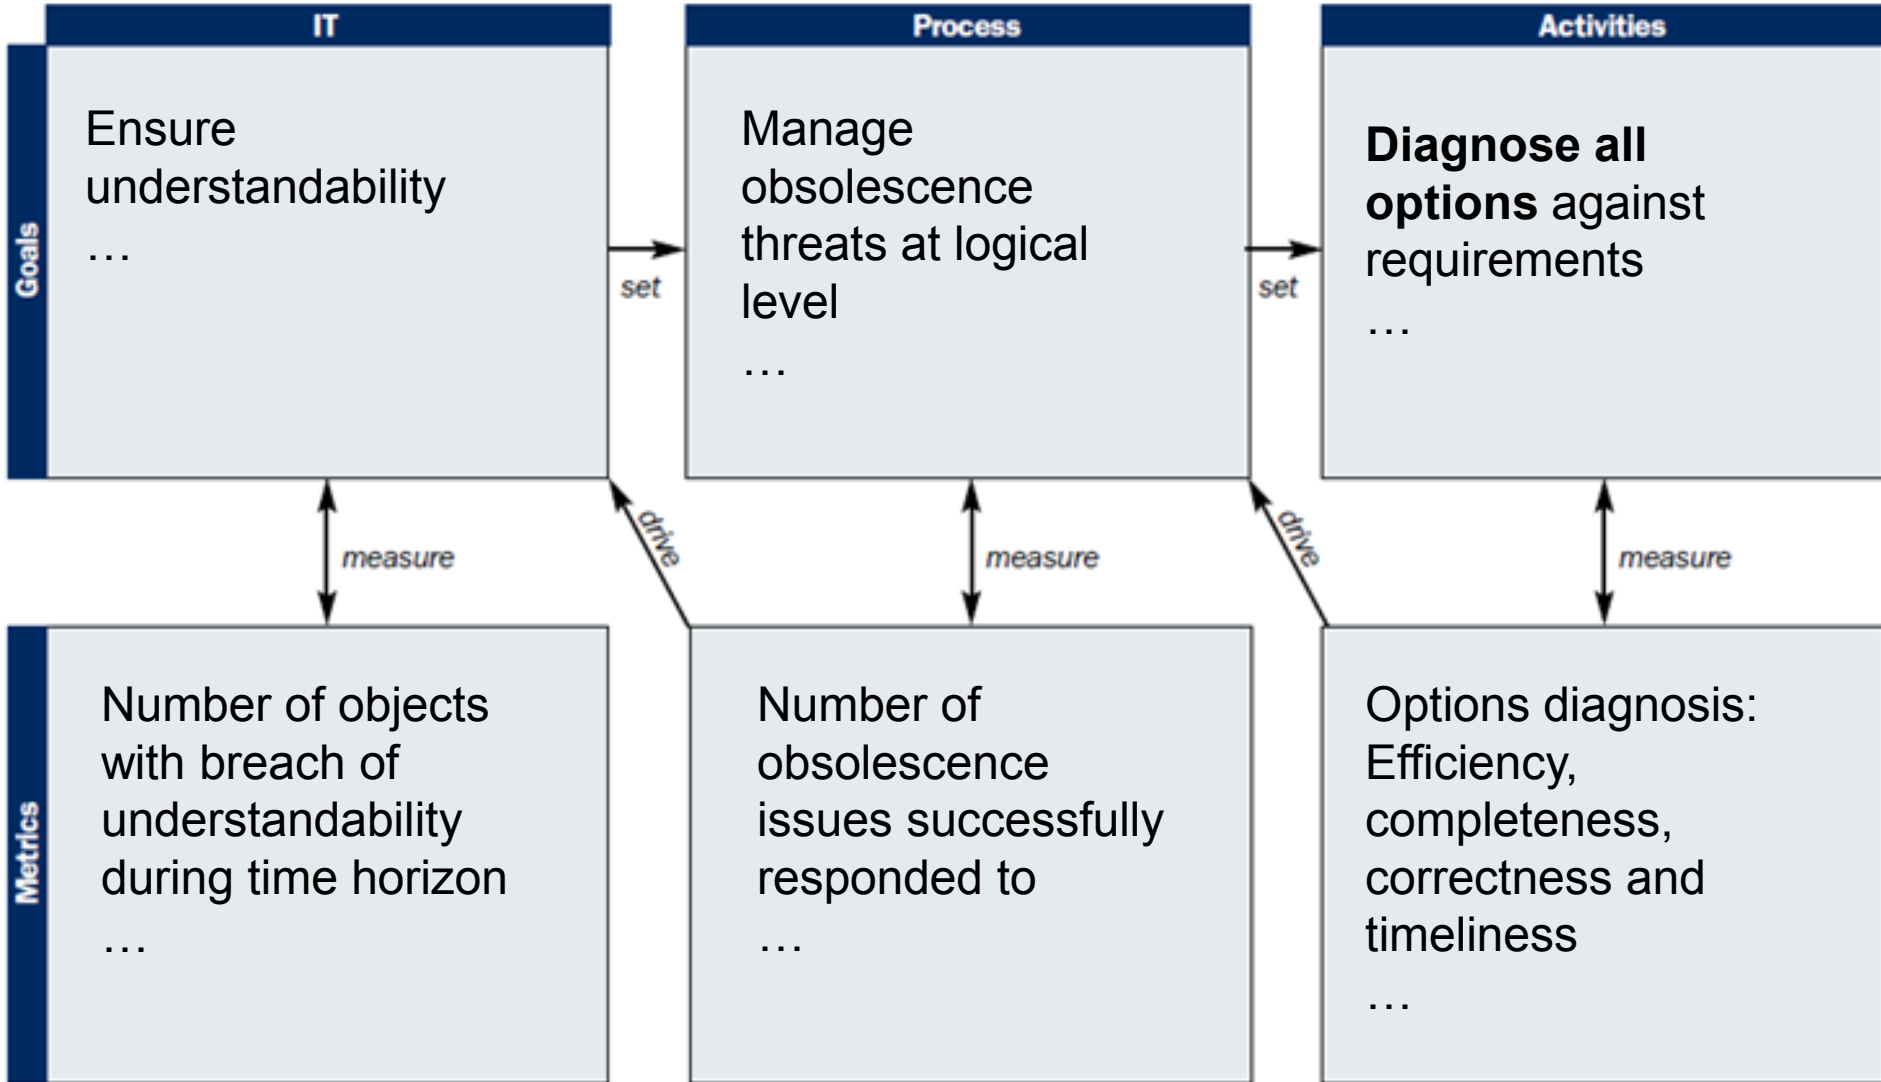 IT
Process
Activities
Goals
Ensure
understandability
…
set
Manage
obsolescence
threats at logical
level
…
set
Diagnose all
options against
requirements
…
measure
drive
measure
drive
measure
Metrics
Number of objects
with breach of
understandability
during time horizon
…
Number of
obsolescence
issues successfully
responded to
…
Options diagnosis:
Efficiency,
completeness,
correctness and
timeliness
…